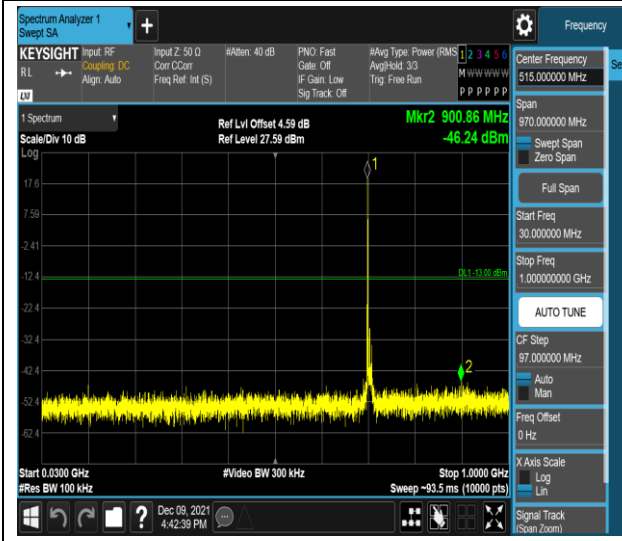 Spectrum Analyzer 1
Swept SA
+
Frequency
KEYSIGHT
RL
LXI
Input: RF
Coupling: DC
Align: Auto
Input Z: 50 Ω
Corr CCorr
Freq Ref: Int (S)
#Atten: 40 dB
PNO: Fast
Gate: Off
IF Gain: Low
Sig Track: Off
#Avg Type: Power (RMS
Avg|Hold: 3/3
Trig: Free Run
1 2 3 4 5 6
M W W W W W
P P P P P P
1 Spectrum
Scale/Div 10 dB
Log
Ref Lvl Offset 4.59 dB
Ref Level 27.59 dBm
Mkr2 900.86 MHz
-46.24 dBm
17.6
7.59
-2.41
-12.4
-22.4
-32.4
-42.4
-52.4
-62.4
1
DL1 -13.00 dBm
2
Start 0.0300 GHz
#Res BW 100 kHz
#Video BW 300 kHz
Stop 1.0000 GHz
Sweep ~93.5 ms (10000 pts)
Center Frequency
515.000000 MHz
Se
Span
970.000000 MHz
Swept Span
Zero Span
Full Span
Start Freq
30.000000 MHz
Stop Freq
1.000000000 GHz
AUTO TUNE
CF Step
97.000000 MHz
Auto
Man
Freq Offset
0 Hz
X Axis Scale
Log
Lin
Signal Track
(Span Zoom)
?
Dec 09, 2021
4:42:39 PM